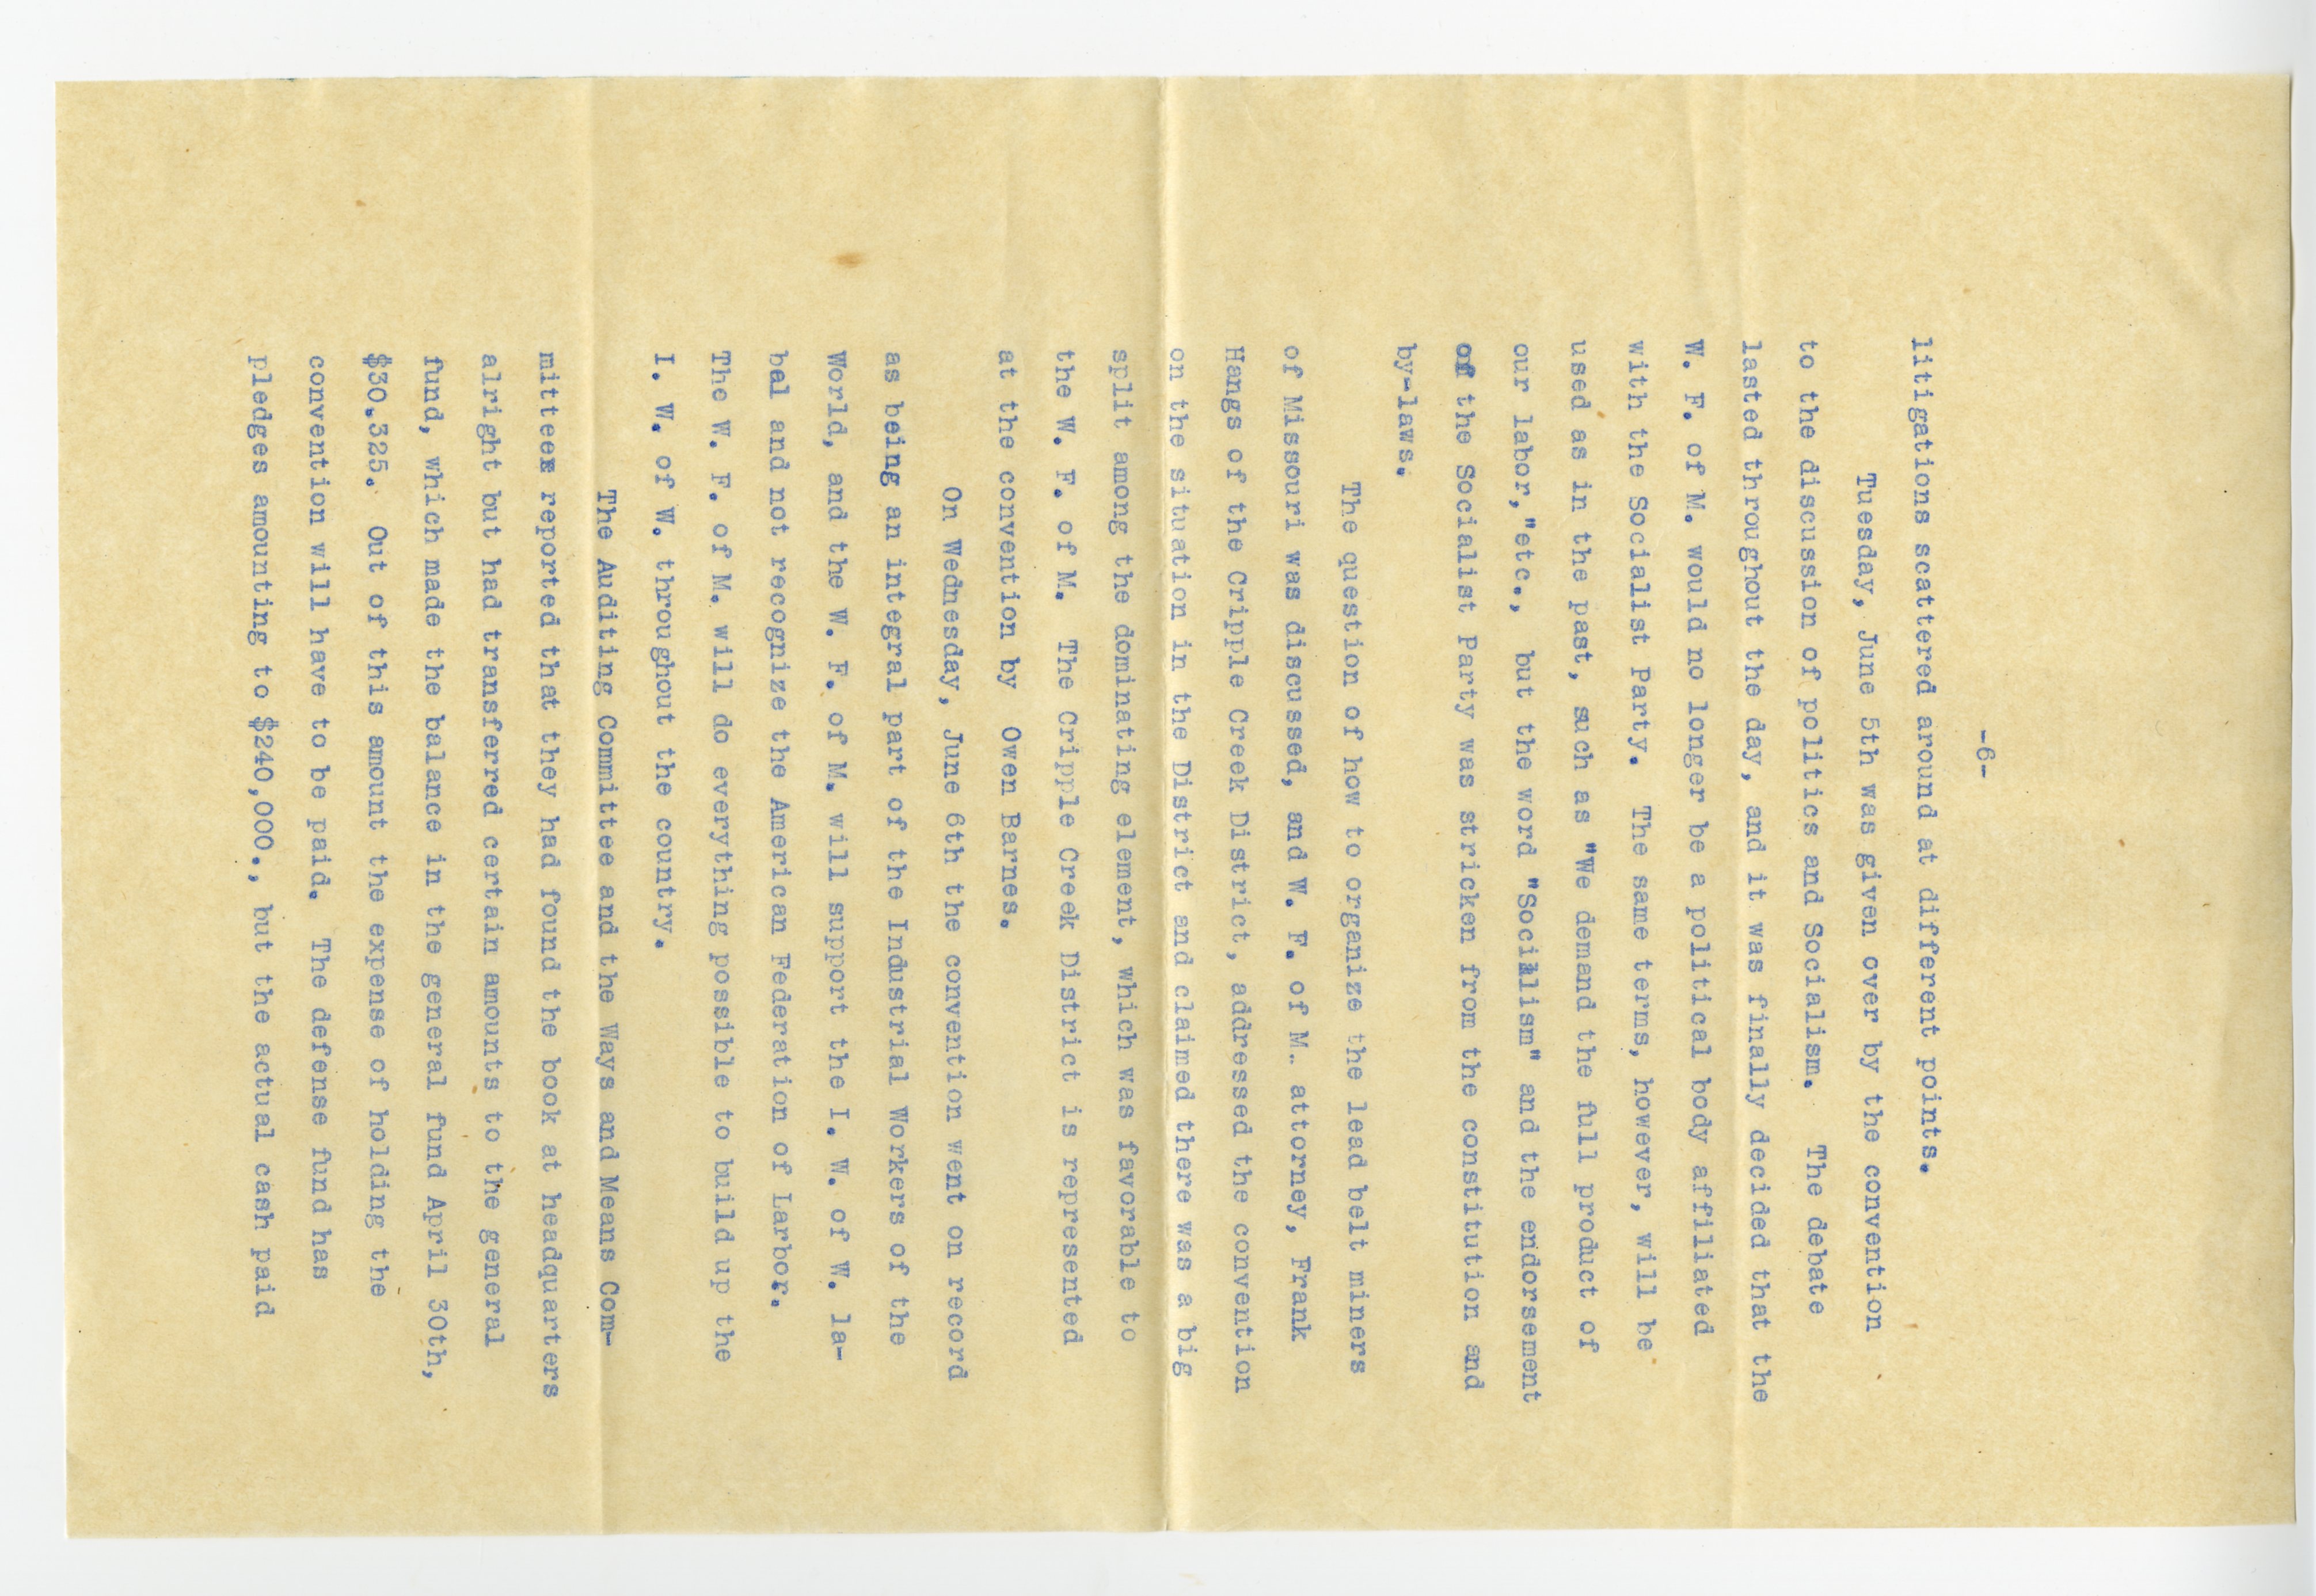 -6-
litigations scattered around at different points.
Tuesday, June 5th was given over by the convention
to the discussion of politics and Socialism. The debate
lasted throughout the day, and it was finally decided that the
W. F. of M. would no longer be a political body affiliated
with the Socialist Party. The same terms, however, will be
used as in the past, such as "We demand the full product of
our labor,"etc., but the word "Socialism" and the endorsement
of the Socialist Party was stricken from the constitution and
by-laws.
The question of how to organize the lead belt miners
of Missouri was discussed, and W. F. of M. attorney, Frank
Hangs of the Cripple Creek District, addressed the convention
on the situation in the District and claimed there was a big
split among the dominating element, which was favorable to
the W. F. of M. The Cripple Creek District is represented
at the convention by Owen Barnes.
On Wednesday, June 6th the convention went on record
as being an integral part of the Industrial Workers of the
World, and the W. F. of M. will support the I. W. of W. la-
bel and not recognize the American Federation of Larbor.
The W. F. of M. will do everything possible to build up the
I. W. of W. throughout the country.
The Auditing Committee and the Ways and Means Com-
mittees reported that they had found the book at headquarters
alright but had transferred certain amounts to the general
fund, which made the balance in the general fund April 30th,
$30.325. Out of this amount the expense of holding the
convention will have to be paid. The defense fund has
pledges amounting to $240,000., but the actual cash paid